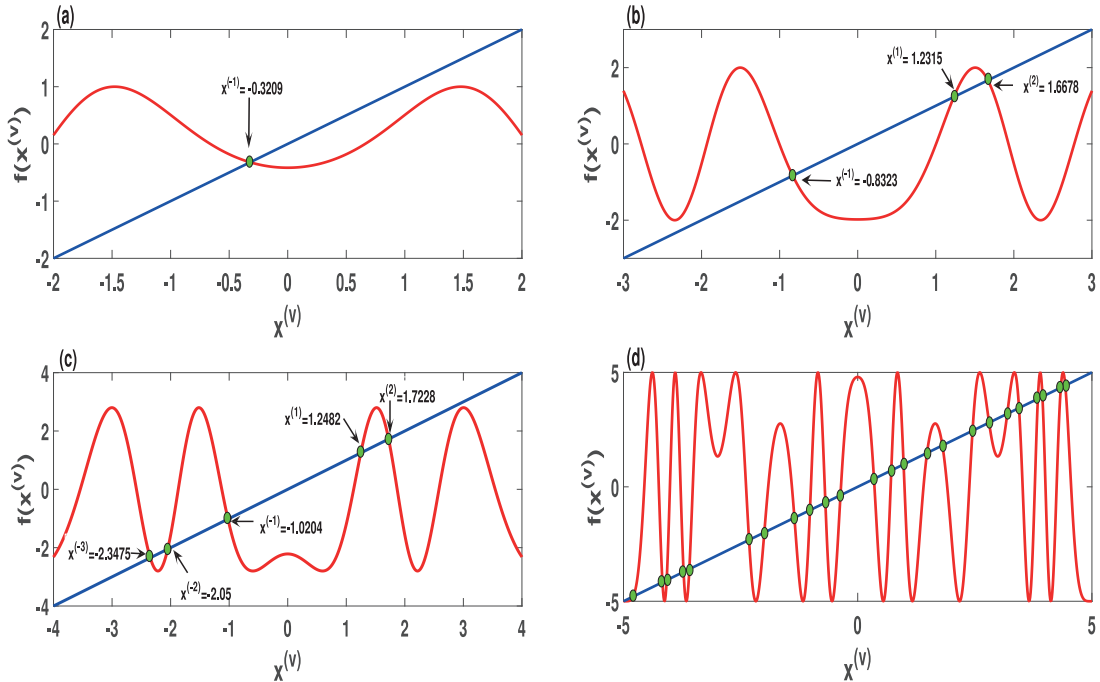 (a)
2
1
0
-1
-2
f(x(v))
x(-1)= -0.3209
-2
-1.5
-1
-0.5
0
0.5
1
1.5
2
x(v)
(b)
2
0
-2
f(x(v))
x(1)= 1.2315
x(2)= 1.6678
x(-1)= -0.8323
-3
-2
-1
0
1
2
3
x(v)
(c)
4
2
0
-2
-4
f(x(v))
x(2)=1.7228
x(1)=1.2482
x(-1)=-1.0204
x(-3)=-2.3475
x(-2)=-2.05
-4
-3
-2
-1
0
1
2
3
4
x(v)
(d)
5
0
-5
f(x(v))
-5
0
5
x(v)